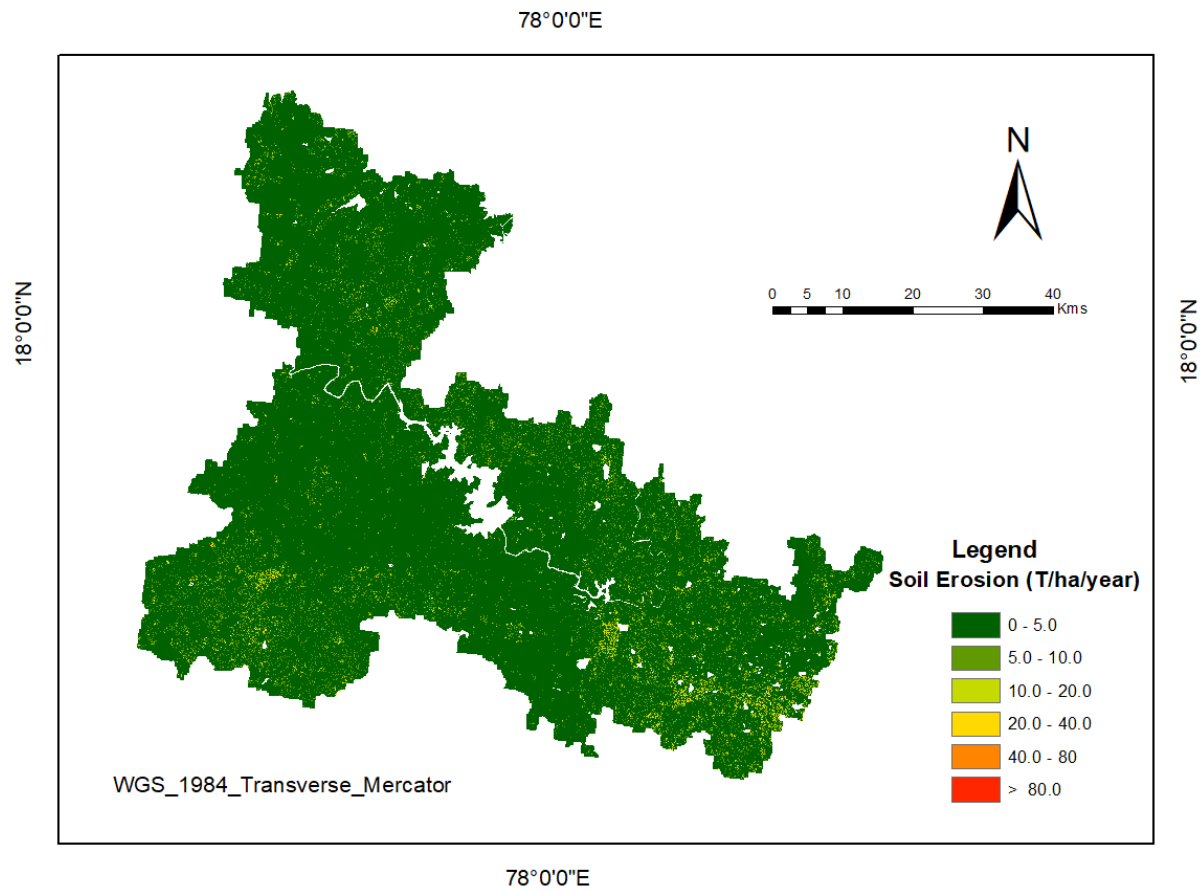 78°0'0"E
N
0 5 10 20 30 40
Kms
18°0'0"N
18°0'0"N
Legend
Soil Erosion (T/ha/year)
0 - 5.0
5.0 - 10.0
10.0 - 20.0
20.0 - 40.0
40.0 - 80
> 80.0
WGS_1984_Transverse_Mercator
78°0'0"E